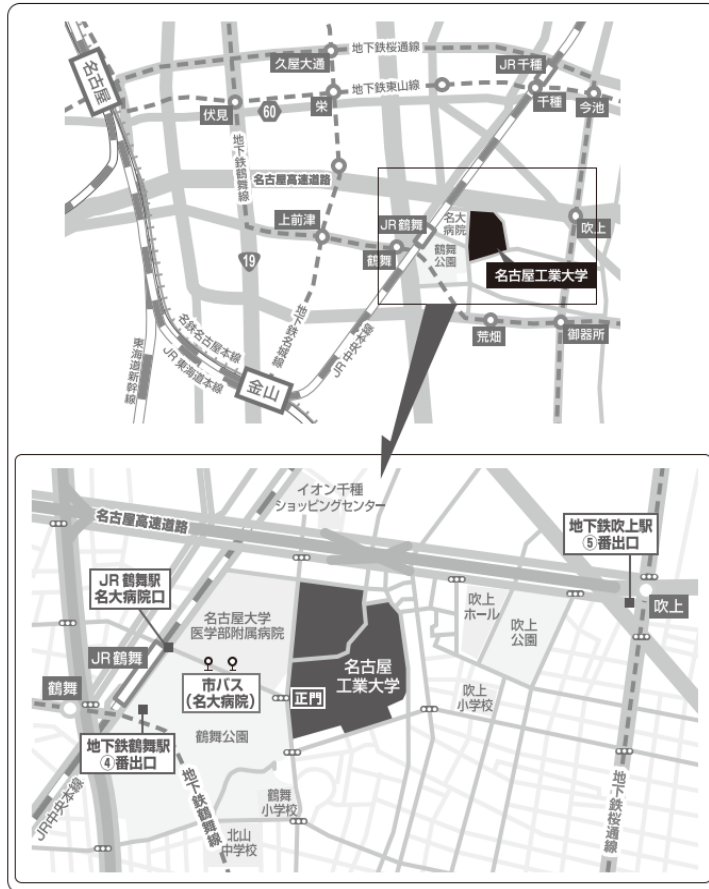 地下鉄桜通線
久屋大通
JR千種
名古屋
地下鉄東山線
栄
伏見
60
千種
今池
地下鉄鶴舞線
名古屋高速道路
上前津
JR鶴舞
名大
病院
吹上
鶴舞
鶴舞
公園
19
名古屋工業大学
地下鉄名城線
JR中央本線
荒畑
御器所
名鉄名古屋本線
東海道新幹線
JR東海道本線
金山
イオン千種
ショッピングセンター
名古屋高速道路
地下鉄吹上駅
⑤番出口
JR鶴舞駅
名大病院口
名古屋大学
医学部附属病院
吹上
ホール
吹上
公園
吹上
JR鶴舞
名古屋
工業大学
市バス
(名大病院)
正門
鶴舞
吹上
小学校
地下鉄鶴舞駅
④番出口
鶴舞公園
鶴舞
小学校
JR中央本線
地下鉄鶴舞線
北山
中学校
地下鉄桜通線